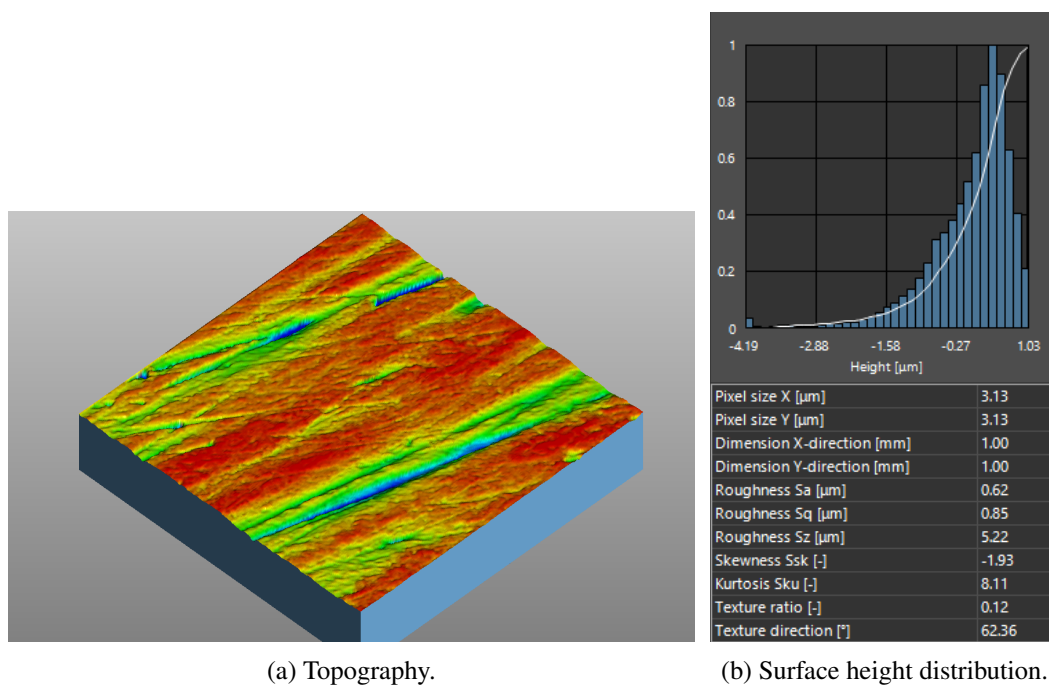 1
0.8
0.6
0.4
0.2
0
-4.19 -2.88 -1.58 -0.27 1.03
Height [µm]
Pixel size X [µm] 3.13
Pixel size Y [µm] 3.13
Dimension X-direction [mm] 1.00
Dimension Y-direction [mm] 1.00
Roughness Sa [µm] 0.62
Roughness Sq [µm] 0.85
Roughness Sz [µm] 5.22
Skewness Ssk [-] -1.93
Kurtosis Sku [-] 8.11
Texture ratio [-] 0.12
Texture direction [°] 62.36
(a) Topography.
(b) Surface height distribution.